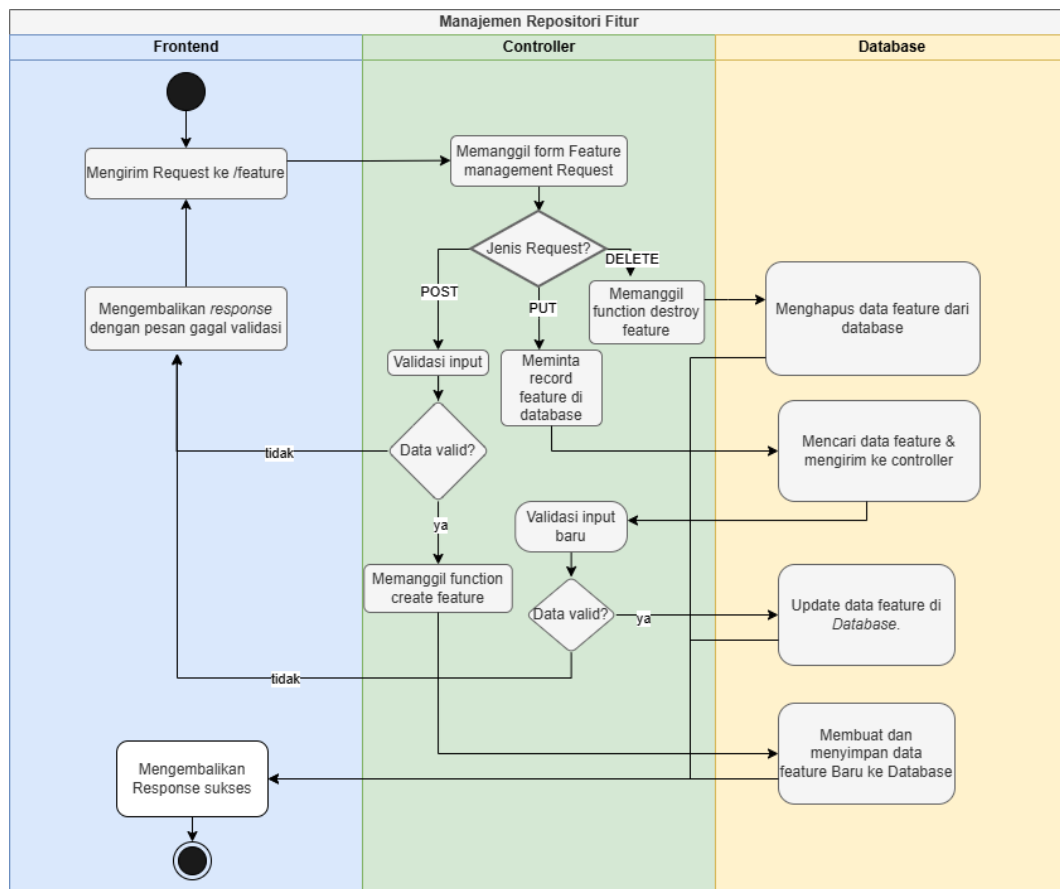 Manajemen Repositori Fitur
Frontend
Controller
Database
Mengirim Request ke /feature
Memanggil form Feature
management Request
Jenis Request?
DELETE
POST
PUT
Memanggil
function destroy
feature
Menghapus data feature dari
database
Mengembalikan response
dengan pesan gagal validasi
Validasi input
Meminta
record
feature di
database
Data valid?
tidak
Mencari data feature &
mengirim ke controller
ya
Validasi input
baru
Memanggil function
create feature
Data valid?
ya
Update data feature di
Database.
tidak
Membuat dan
menyimpan data
feature Baru ke Database
Mengembalikan
Response sukses